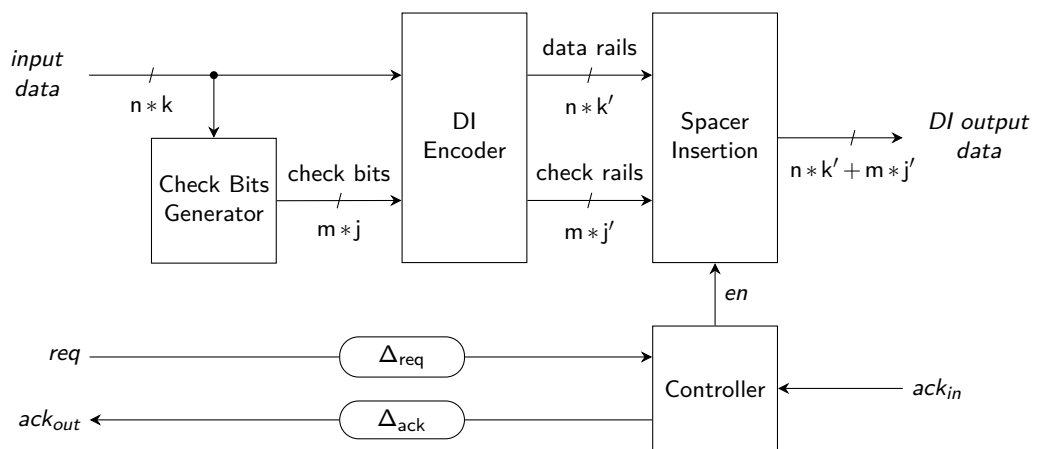 input
data
n ∗ k
Check Bits
Generator
check bits
m ∗ j
DI
Encoder
data rails
n ∗ k′
check rails
m ∗ j′
Spacer
Insertion
n ∗ k′ + m ∗ j′
DI output
data
en
req
Δreq
Controller
ackin
ackout
Δack